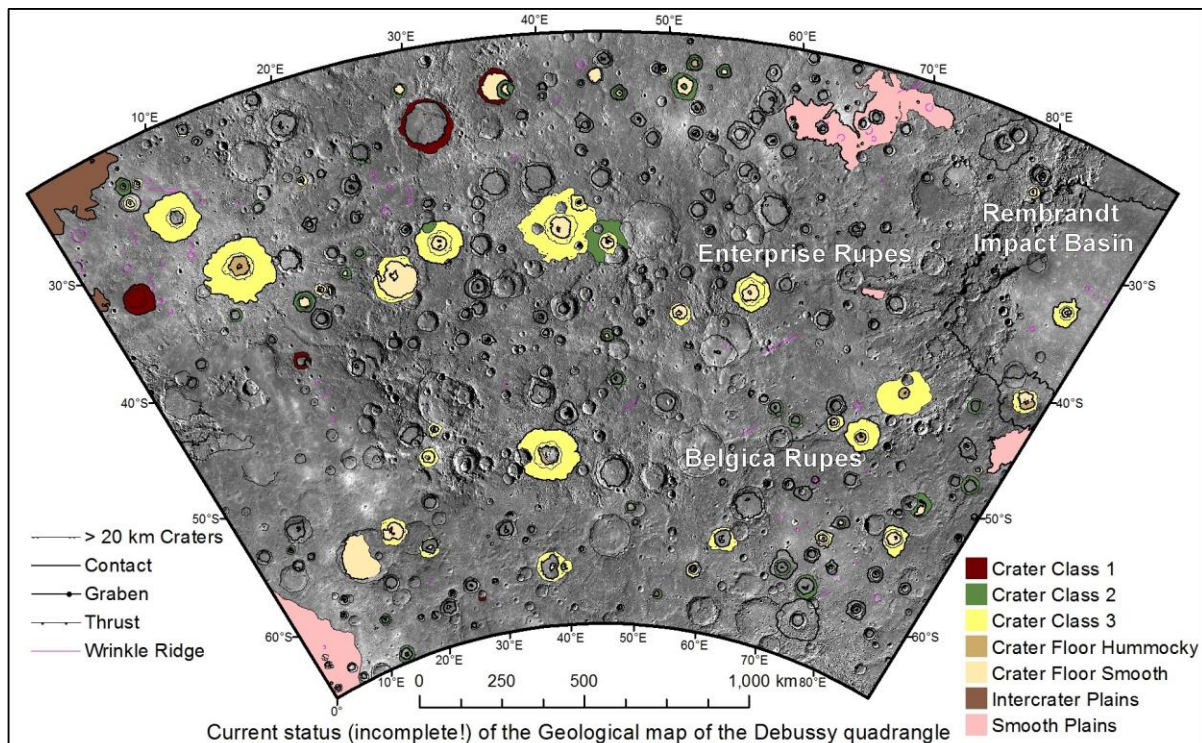 40°E
30°E
50°E
20°E
60°E
10°E
70°E
80°E
Rembrandt
Impact Basin
Enterprise Rupes
30°S
30°S
40°S
40°S
Belgica Rupes
50°S
50°S
> 20 km Craters
Contact
Graben
Thrust
Wrinkle Ridge
Crater Class 1
Crater Class 2
Crater Class 3
Crater Floor Hummocky
Crater Floor Smooth
Intercrater Plains
Smooth Plains
60°S
60°S
10°E
20°E
30°E
40°E
50°E
60°E
70°E
80°E
0°
0 250 500 1,000 km
Current status (incomplete!) of the Geological map of the Debussy quadrangle